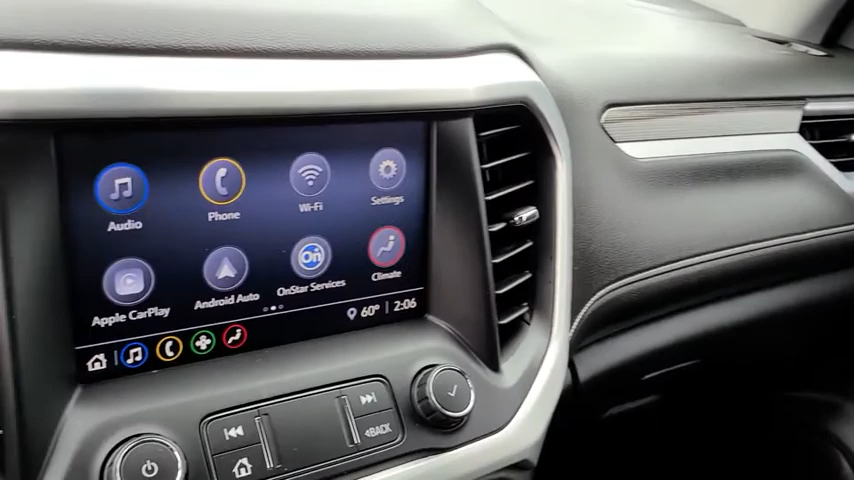 Audio Phone Wi-Fi Settings
Apple CarPlay Android Auto OnStar Services Climate
60° 2:06
BACK